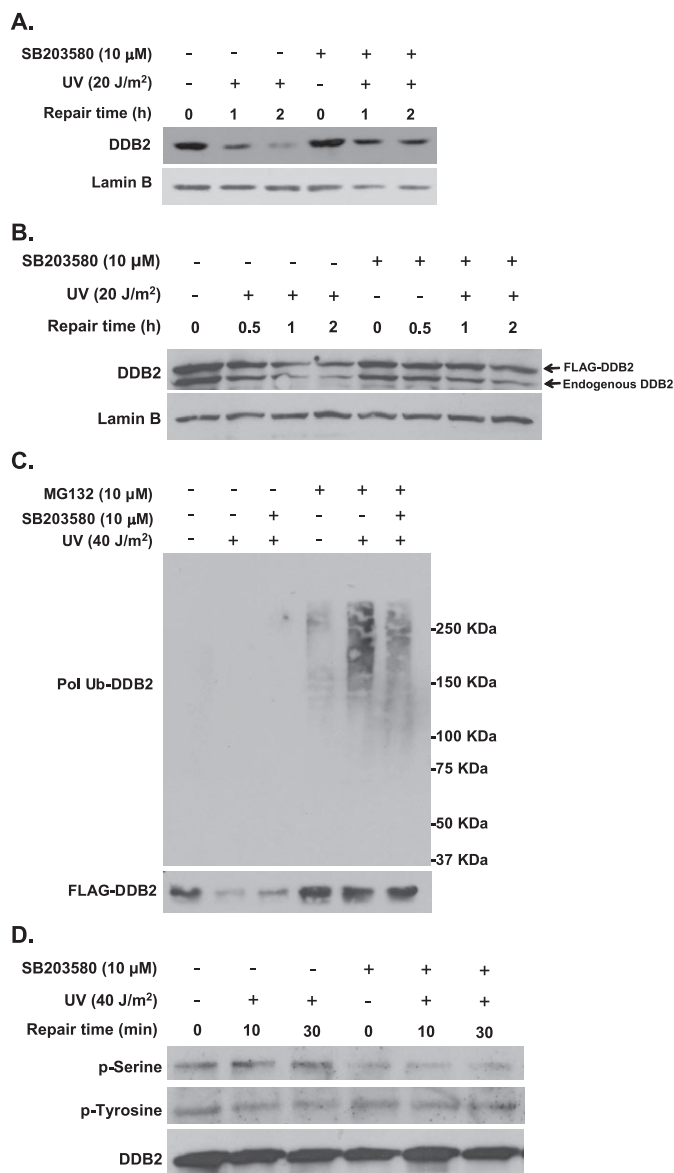 A.
SB203580 (10 μM) - - - + + +
UV (20 J/m²) - + + - + +
Repair time (h) 0 1 2 0 1 2
DDB2
Lamin B
B.
SB203580 (10 μM) - - - - + + + +
UV (20 J/m²) - + + + - - + +
Repair time (h) 0 0.5 1 2 0 0.5 1 2
DDB2
FLAG-DDB2
Endogenous DDB2
Lamin B
C.
MG132 (10 μM) - - - + + +
SB203580 (10 μM) - - + - - +
UV (40 J/m²) - + + - + +
Pol Ub-DDB2
-250 KDa
-150 KDa
-100 KDa
-75 KDa
-50 KDa
-37 KDa
FLAG-DDB2
D.
SB203580 (10 μM) - - - + + +
UV (40 J/m²) - + + - + +
Repair time (min) 0 10 30 0 10 30
p-Serine
p-Tyrosine
DDB2